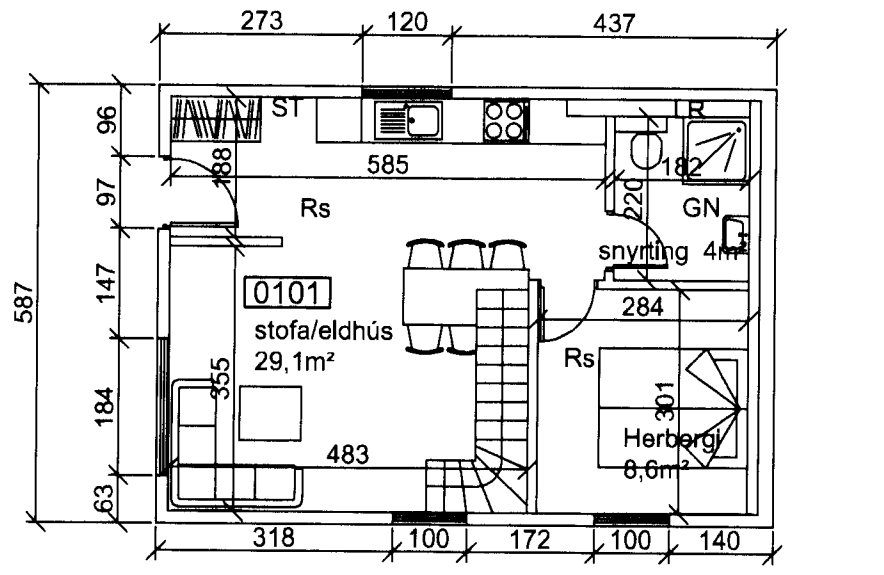 273 120 437
96
ST
R
188
585
182
97
220
Rs
GN
snyrting 4m²
147
587
0101
284
stofa/eldhús
29,1m²
Rs
355
184
301
Herbergi
8,6m²
483
63
318 100 172 100 140